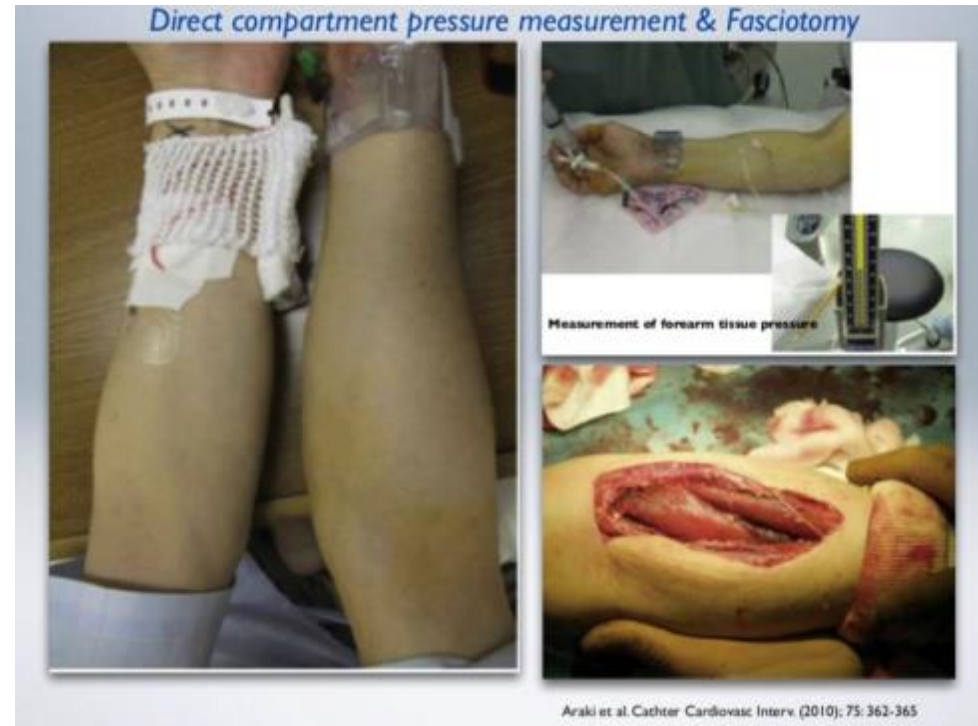 Direct compartment pressure measurement & Fasciotomy
Measurement of forearm tissue pressure
Araki et al. Cathter Cardiovasc Interv. (2010); 75: 362-365